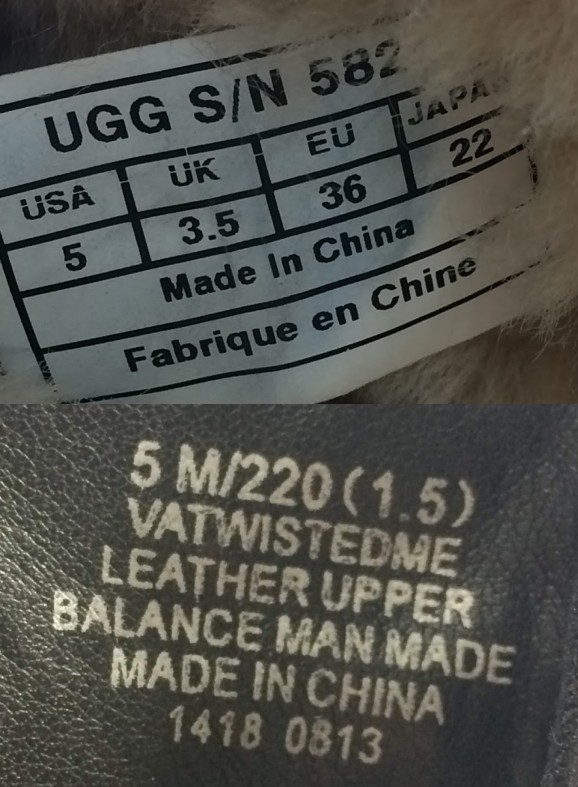 UGG S/N 582
USA UK EU JAPA
5 3.5 36 22
Made In China
Fabrique en Chine
5 M/220 (1.5)
VATWISTEDME
LEATHER UPPER
BALANCE MAN MADE
MADE IN CHINA
1418 0813